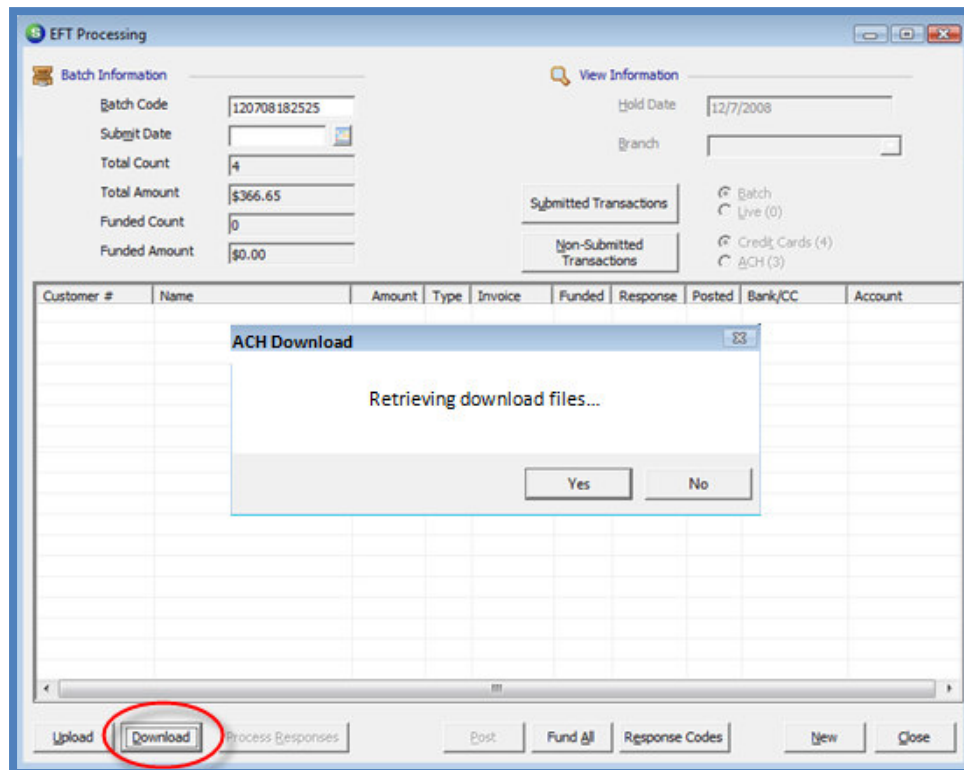 EFT Processing
Batch Information
Batch Code 120708182525
Submit Date
Total Count 4
Total Amount $366.65
Funded Count 0
Funded Amount $0.00
View Information
Hold Date 12/7/2008
Branch
Submitted Transactions
Batch
Live (0)
Non-Submitted
Transactions
Credit Cards (4)
ACH (3)
Customer # Name Amount Type Invoice Funded Response Posted Bank/CC Account
ACH Download
Retrieving download files...
Yes No
Upload Download Process Responses Post Fund All Response Codes New Close